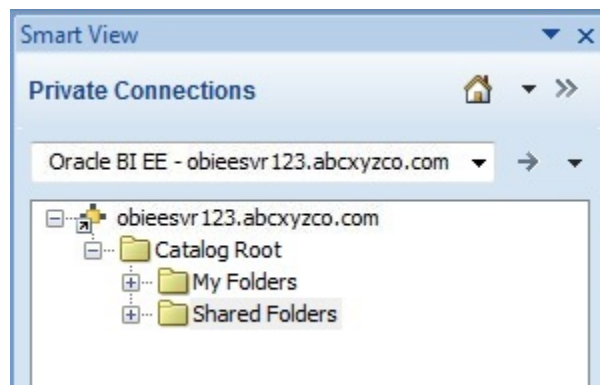 Smart View
Private Connections
Oracle BI EE - obieesvr123.abcxyzco.com
obieesvr123.abcxyzco.com
Catalog Root
My Folders
Shared Folders